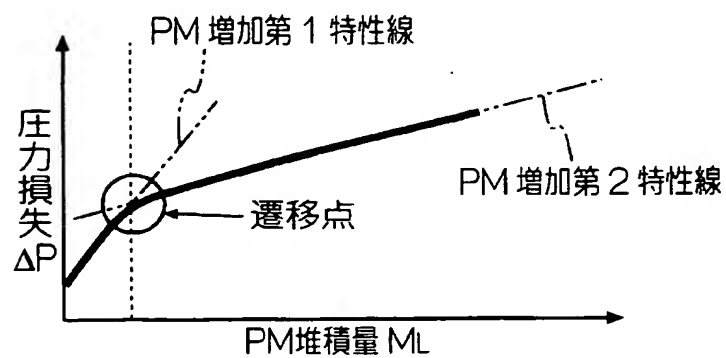 PM 増加第 1 特性線
圧力損失
ΔP
PM 増加第 2 特性線
遷移点
PM堆積量 ML